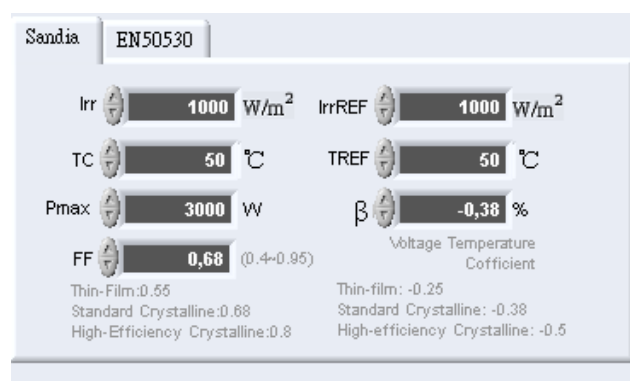 Sandia EN50530
Irr 1000 W/m² IrrREF 1000 W/m²
TC 50 ℃ TREF 50 ℃
Pmax 3000 W β -0,38 %
FF 0,68 (0.4~0.95) Voltage Temperature
Cofficient
Thin-Film:0.55 Thin-film: -0.25
Standard Crystalline:0.68 Standard Crystalline: -0.38
High-Efficiency Crystalline:0.8 High-efficiency Crystalline: -0.5